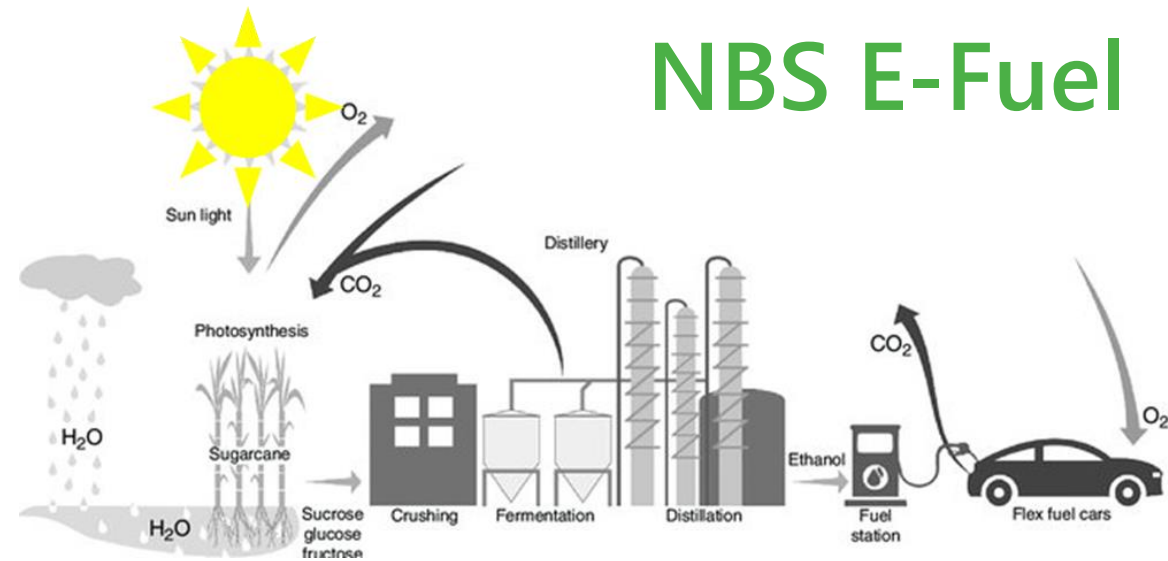 NBS E-Fuel
O₂
Sun light
Distillery
CO₂
Photosynthesis
CO₂
H₂O
O₂
Sugarcane
Ethanol
Sucrose
glucose
fructose
Crushing
Fermentation
Distillation
Fuel
station
Flex fuel cars
H₂O